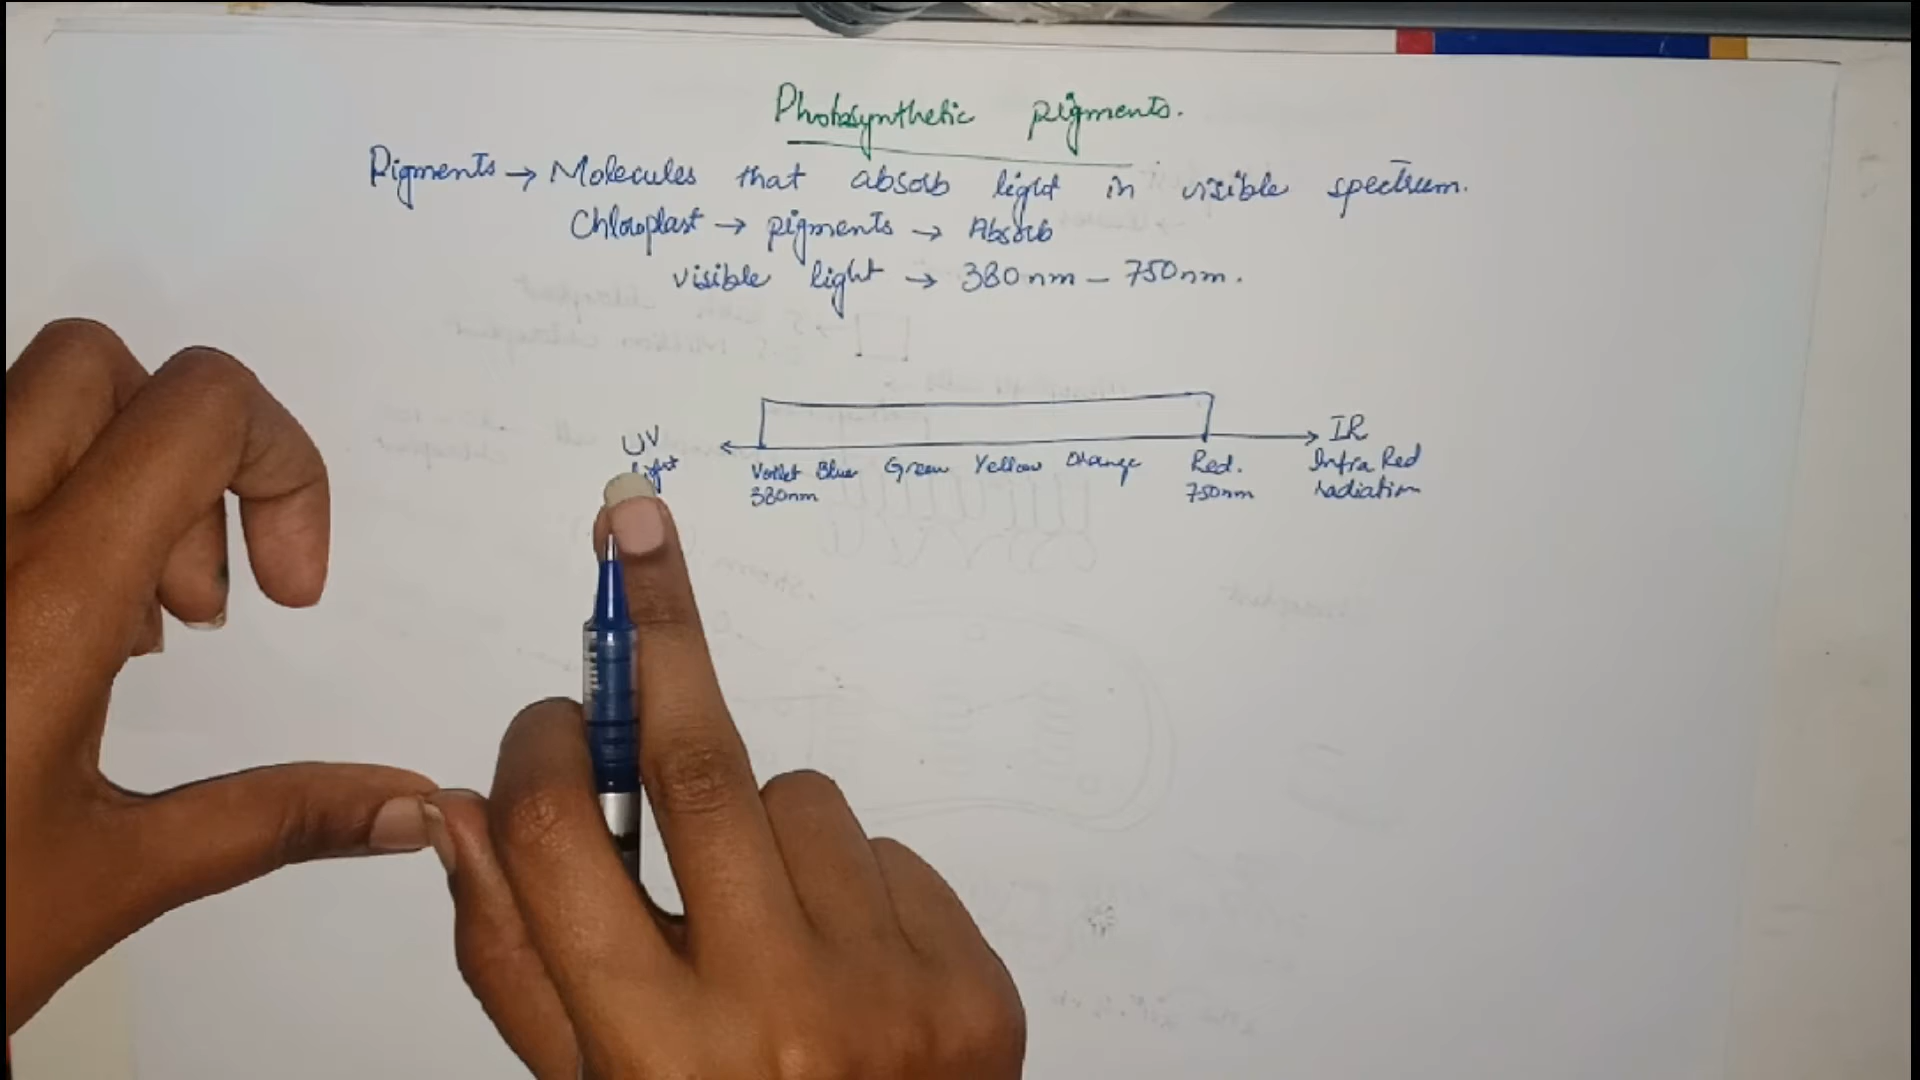 Photosynthetic pigments.
Pigments → Molecules that absorb light in visible spectrum.
Chloroplast → pigments → Absorb
visible light → 380nm – 750nm.
UV
light
Violet Blue Green Yellow Orange Red.
380nm 750nm
IR
Infra Red
radiation